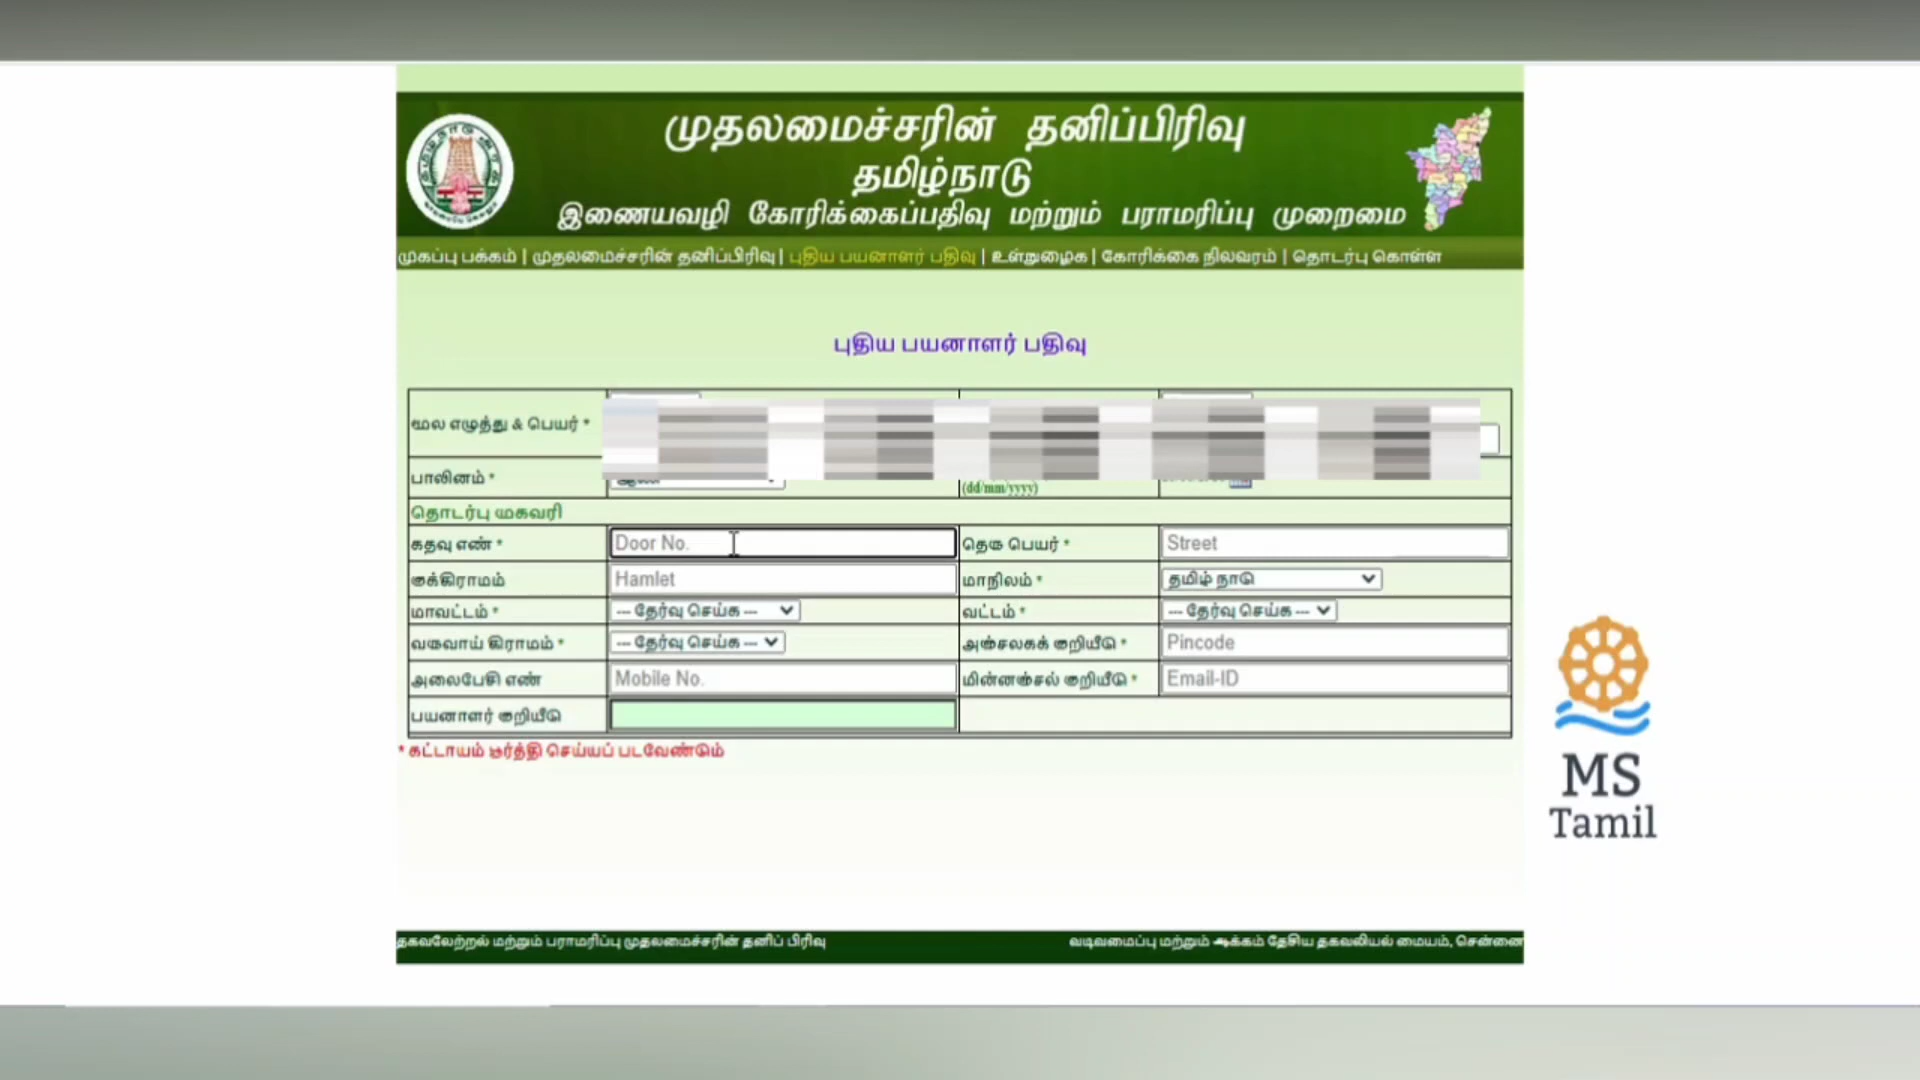 முதலமைச்சரின் தனிப்பிரிவு
தமிழ்நாடு
இணையவழி கோரிக்கைப்பதிவு மற்றும் பராமரிப்பு முறைமை
முகப்பு பக்கம் | முதலமைச்சரின் தனிப்பிரிவு | புதிய பயனாளர் பதிவு | உள்நுழைக | கோரிக்கை நிலவரம் | தொடர்பு கொள்ள
புதிய பயனாளர் பதிவு
எழுத்து & பெயர் *
பாலினம் *
(dd/mm/yyyy)
தொடர்பு முகவரி
கதவு எண் * Door No. தெரு பெயர் * Street
குக்கிராமம் Hamlet மாநிலம் * தமிழ் நாடு
மாவட்டம் * --- தேர்வு செய்க --- வட்டம் * --- தேர்வு செய்க ---
வருவாய் கிராமம் * --- தேர்வு செய்க --- அஞ்சலகக் குறியீடு * Pincode
அலைபேசி எண் Mobile No. மின்னஞ்சல் குறியீடு * Email-ID
பயனாளர் குறியீடு
* கட்டாயம் பூர்த்தி செய்யப் படவேண்டும்
தகவலேற்றல் மற்றும் பராமரிப்பு முதலமைச்சரின் தனிப் பிரிவு வடிவமைப்பு மற்றும் ஆக்கம் தேசிய தகவலியல் மையம், சென்னை
MS
Tamil